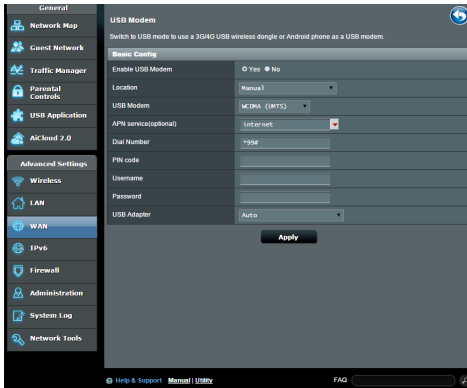 General
Network Map
Guest Network
Traffic Manager
Parental
Controls
USB Application
AiCloud 2.0
Advanced Settings
Wireless
LAN
WAN
IPv6
Firewall
Administration
System Log
Network Tools
USB Modem
Switch to USB mode to use a 3G/4G USB wireless dongle or Android phone as a USB modem.
Basic Config
Enable USB Modem Yes No
Location Manual
USB Modem WCDMA (UMTS)
APN service(optional) internet
Dial Number *99#
PIN code
Username
Password
USB Adapter Auto
Apply
Help & Support Manual | Utility FAQ